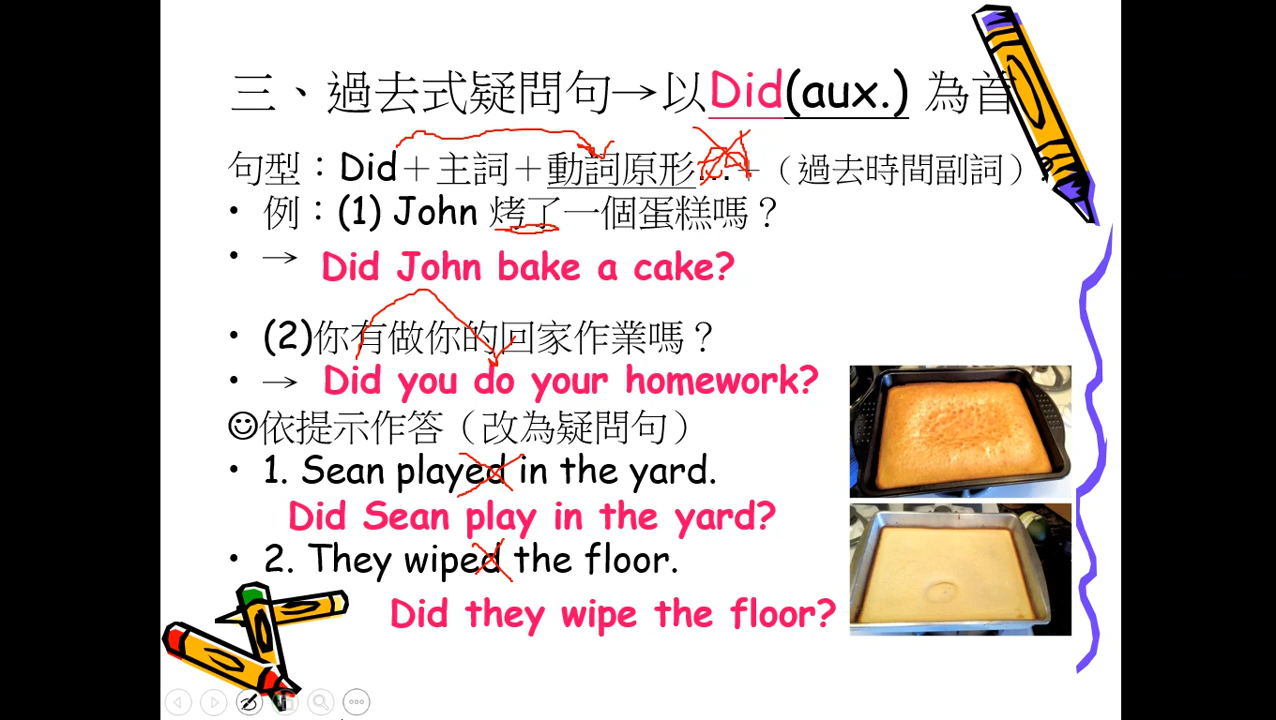 三、過去式疑問句→以Did(aux.) 為首
句型：Did＋主詞＋動詞原形…＋（過去時間副詞）?
• 例：(1) John 烤了一個蛋糕嗎？
• → Did John bake a cake?
• (2)你有做你的回家作業嗎？
• → Did you do your homework?
☺依提示作答（改為疑問句）
• 1. Sean played in the yard.
Did Sean play in the yard?
• 2. They wiped the floor.
Did they wipe the floor?